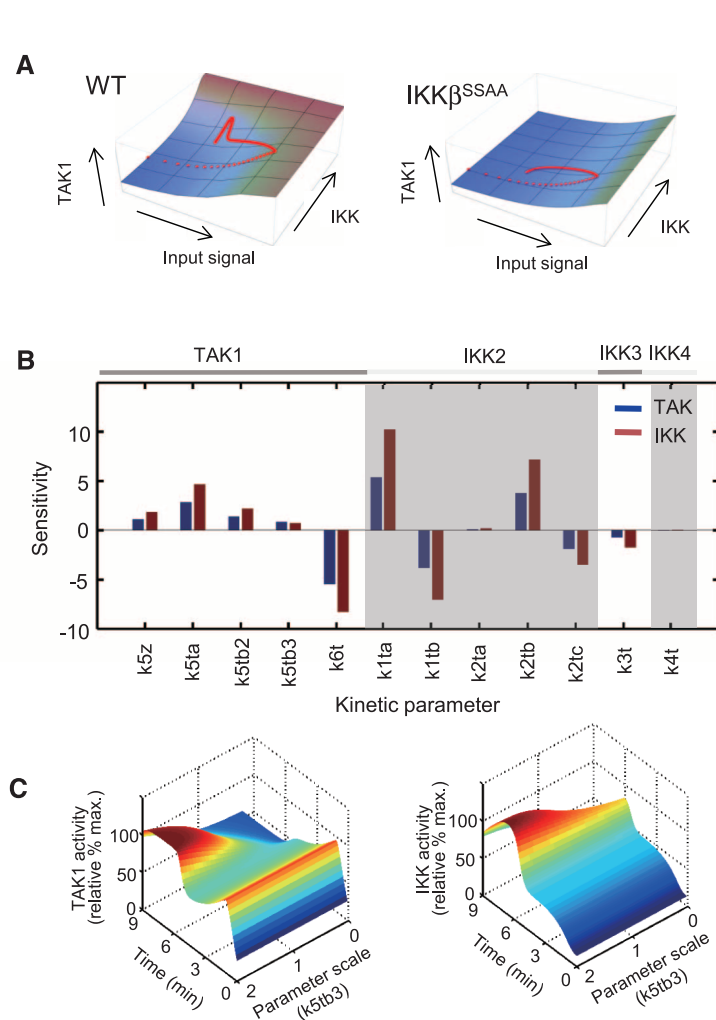 A
WT
IKKβSSAA
TAK1
IKK
Input signal
TAK1
IKK
Input signal
B
TAK1
IKK2
IKK3
IKK4
TAK
IKK
Sensitivity
10
5
0
-5
-10
k5z
k5ta
k5tb2
k5tb3
k6t
k1ta
k1tb
k2ta
k2tb
k2tc
k3t
k4t
Kinetic parameter
C
TAK1 activity
(relative % max.)
100
50
0
9
6
3
0
Time (min)
2
1
0
Parameter scale
(k5tb3)
IKK activity
(relative % max.)
100
50
0
9
6
3
0
Time (min)
2
1
0
Parameter scale
(k5tb3)